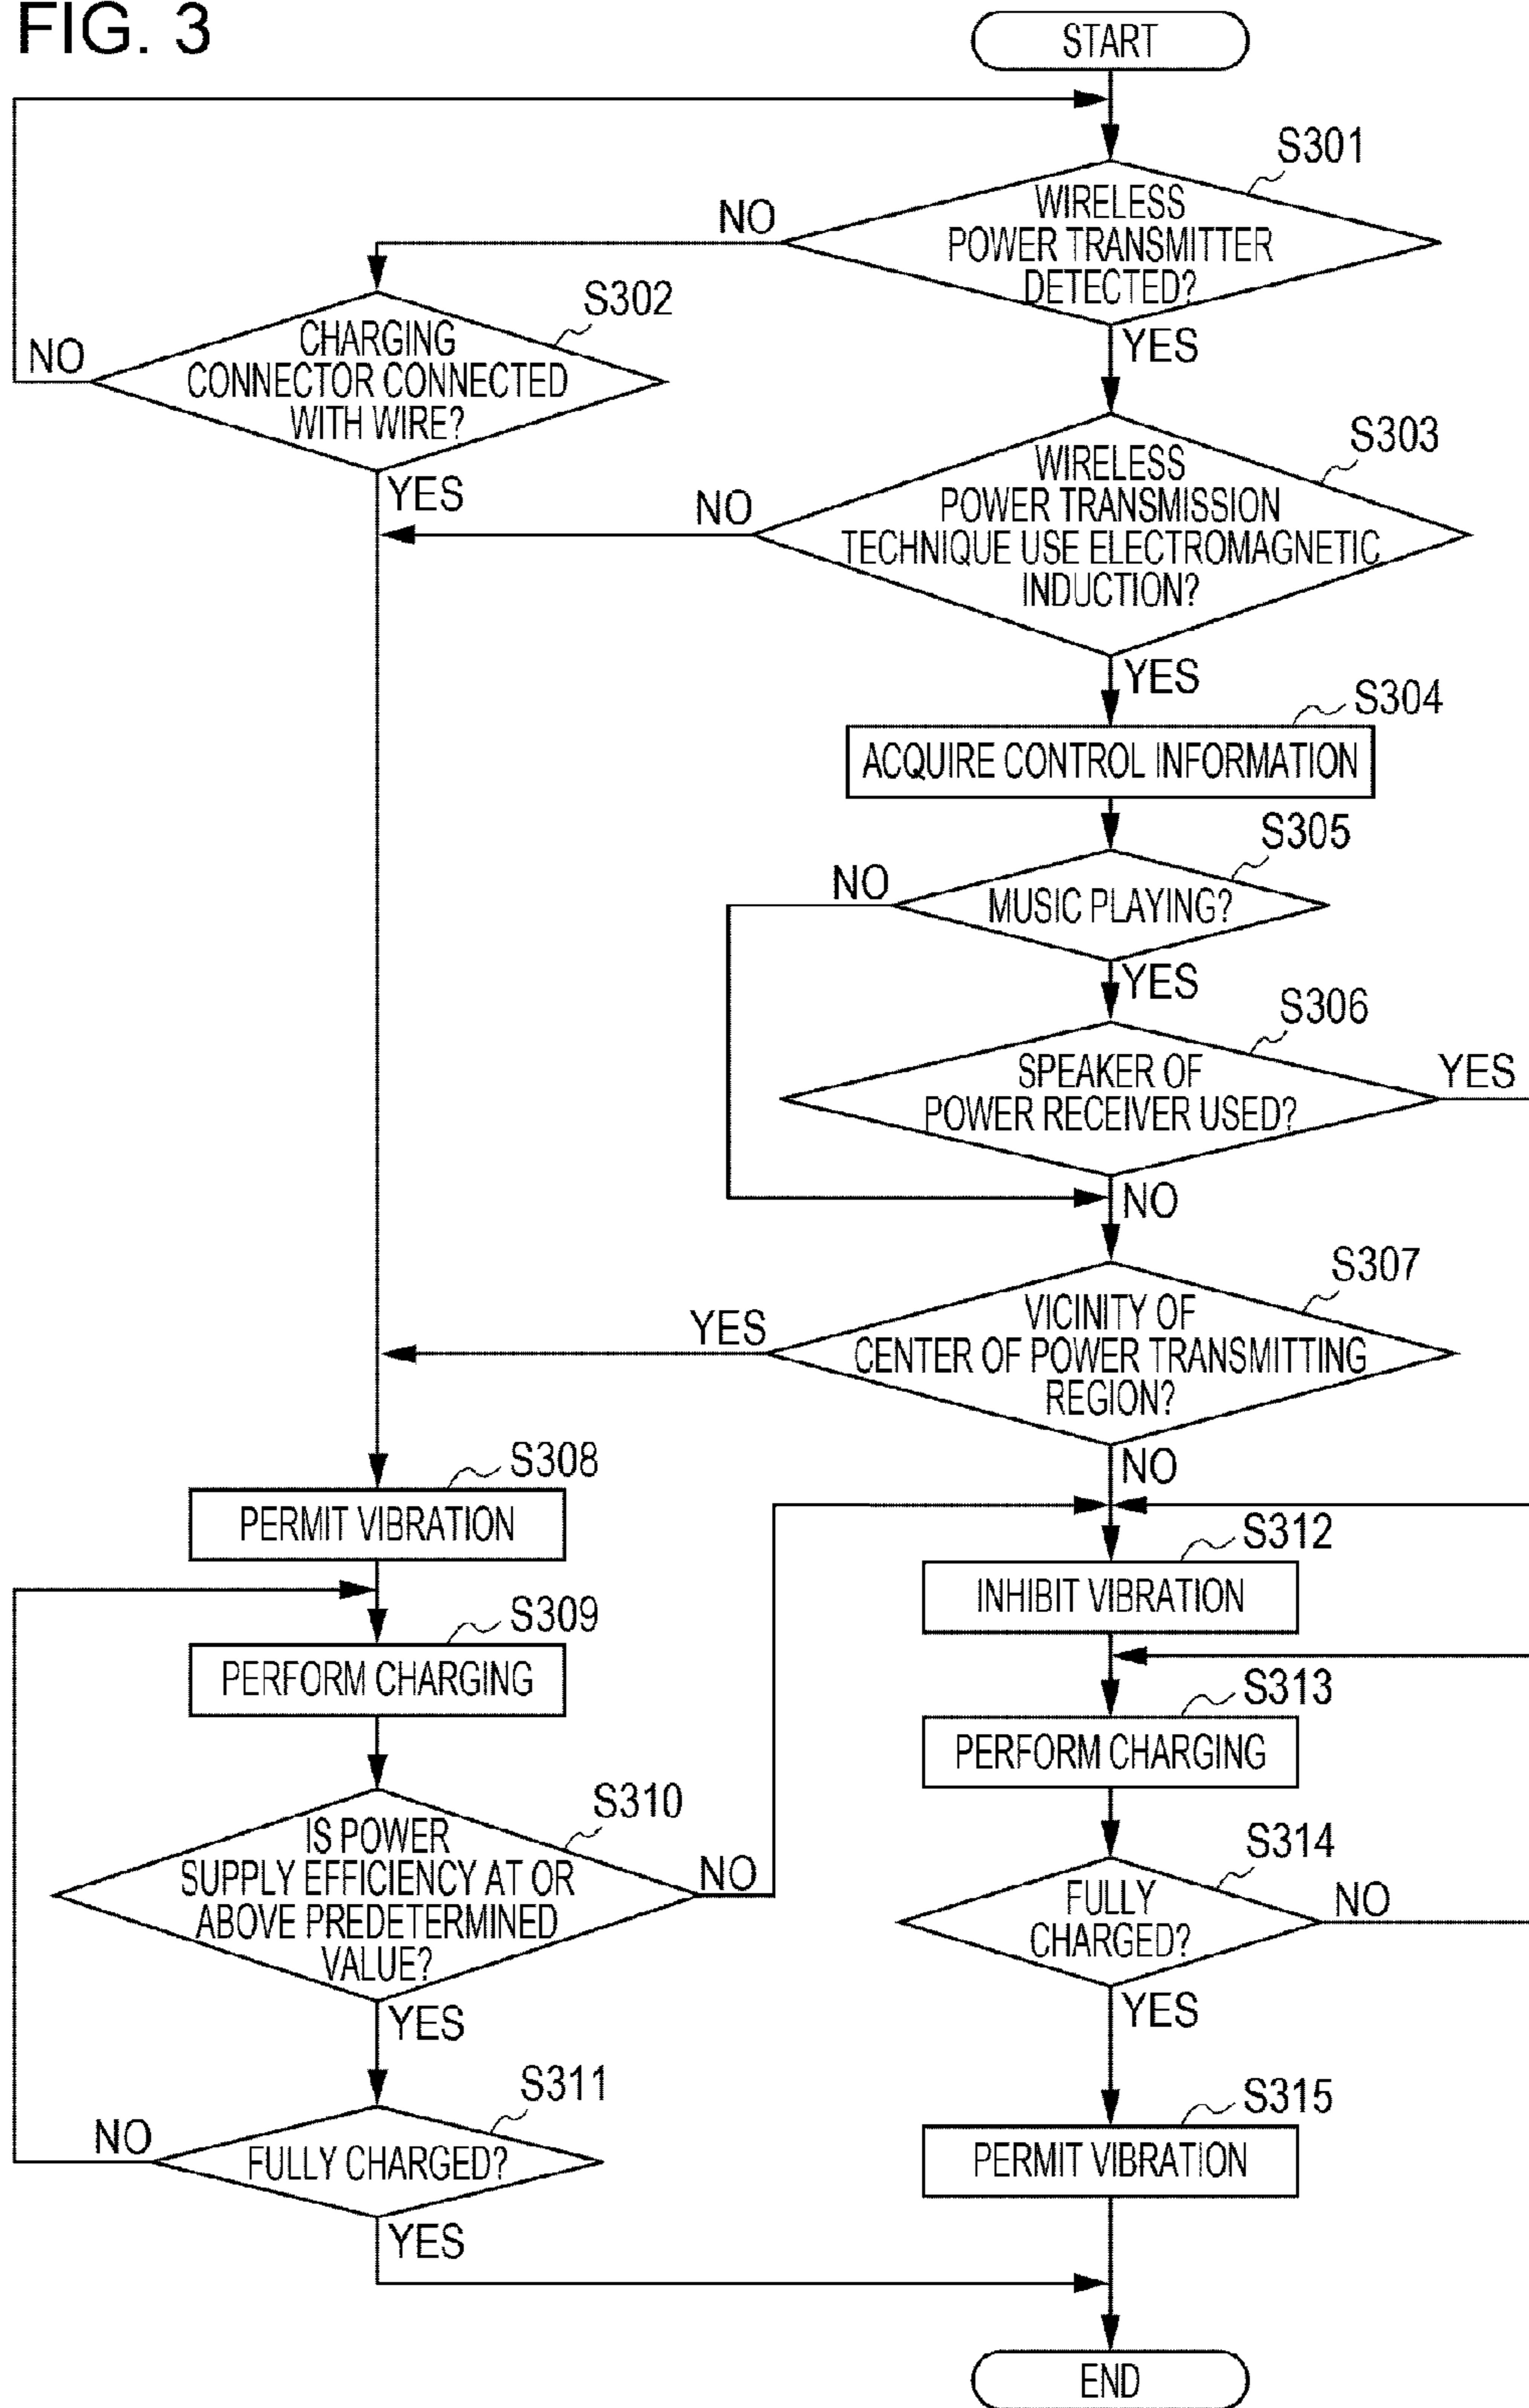 FIG. 3
START
S301
WIRELESS
POWER TRANSMITTER
DETECTED?
NO
YES
S302
CHARGING
CONNECTOR CONNECTED
WITH WIRE?
NO
YES
S303
WIRELESS
POWER TRANSMISSION
TECHNIQUE USE ELECTROMAGNETIC
INDUCTION?
NO
YES
S304
ACQUIRE CONTROL INFORMATION
S305
MUSIC PLAYING?
NO
YES
S306
SPEAKER OF
POWER RECEIVER USED?
YES
NO
S307
VICINITY OF
CENTER OF POWER TRANSMITTING
REGION?
YES
NO
S308
PERMIT VIBRATION
S309
PERFORM CHARGING
S310
IS POWER
SUPPLY EFFICIENCY AT OR
ABOVE PREDETERMINED
VALUE?
NO
YES
S311
FULLY CHARGED?
NO
YES
S312
INHIBIT VIBRATION
S313
PERFORM CHARGING
S314
FULLY
CHARGED?
NO
YES
S315
PERMIT VIBRATION
END